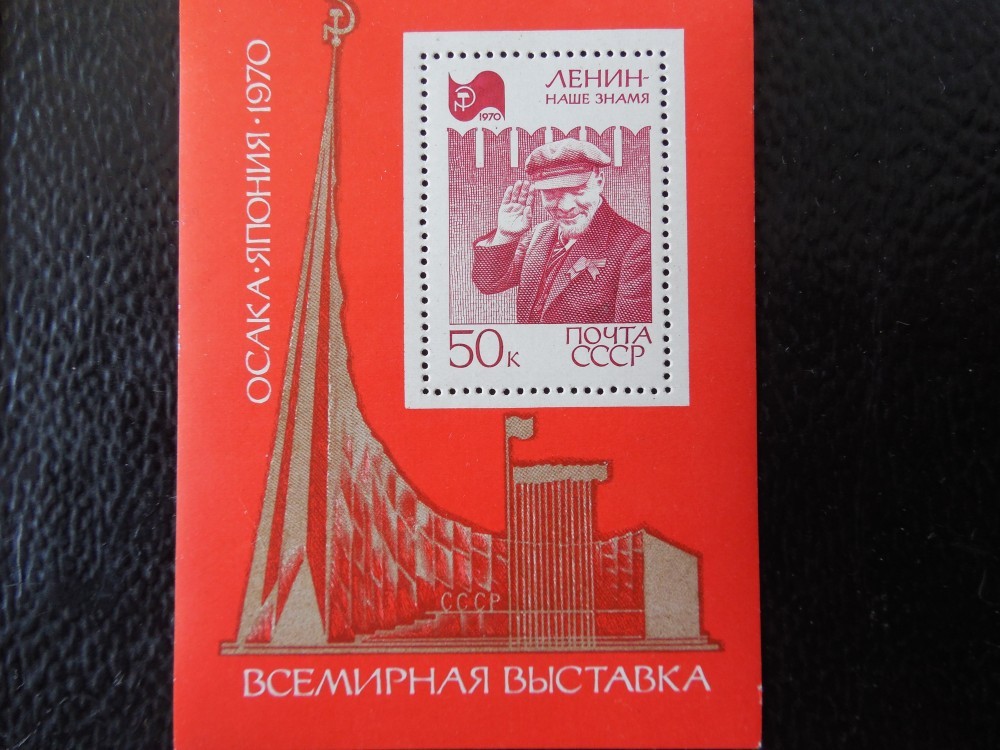 ОСАКА·ЯПОНИЯ·1970
ЛЕНИН-
НАШЕ ЗНАМЯ
1970
50К
ПОЧТА
СССР
СССР
ВСЕМИРНАЯ ВЫСТАВКА